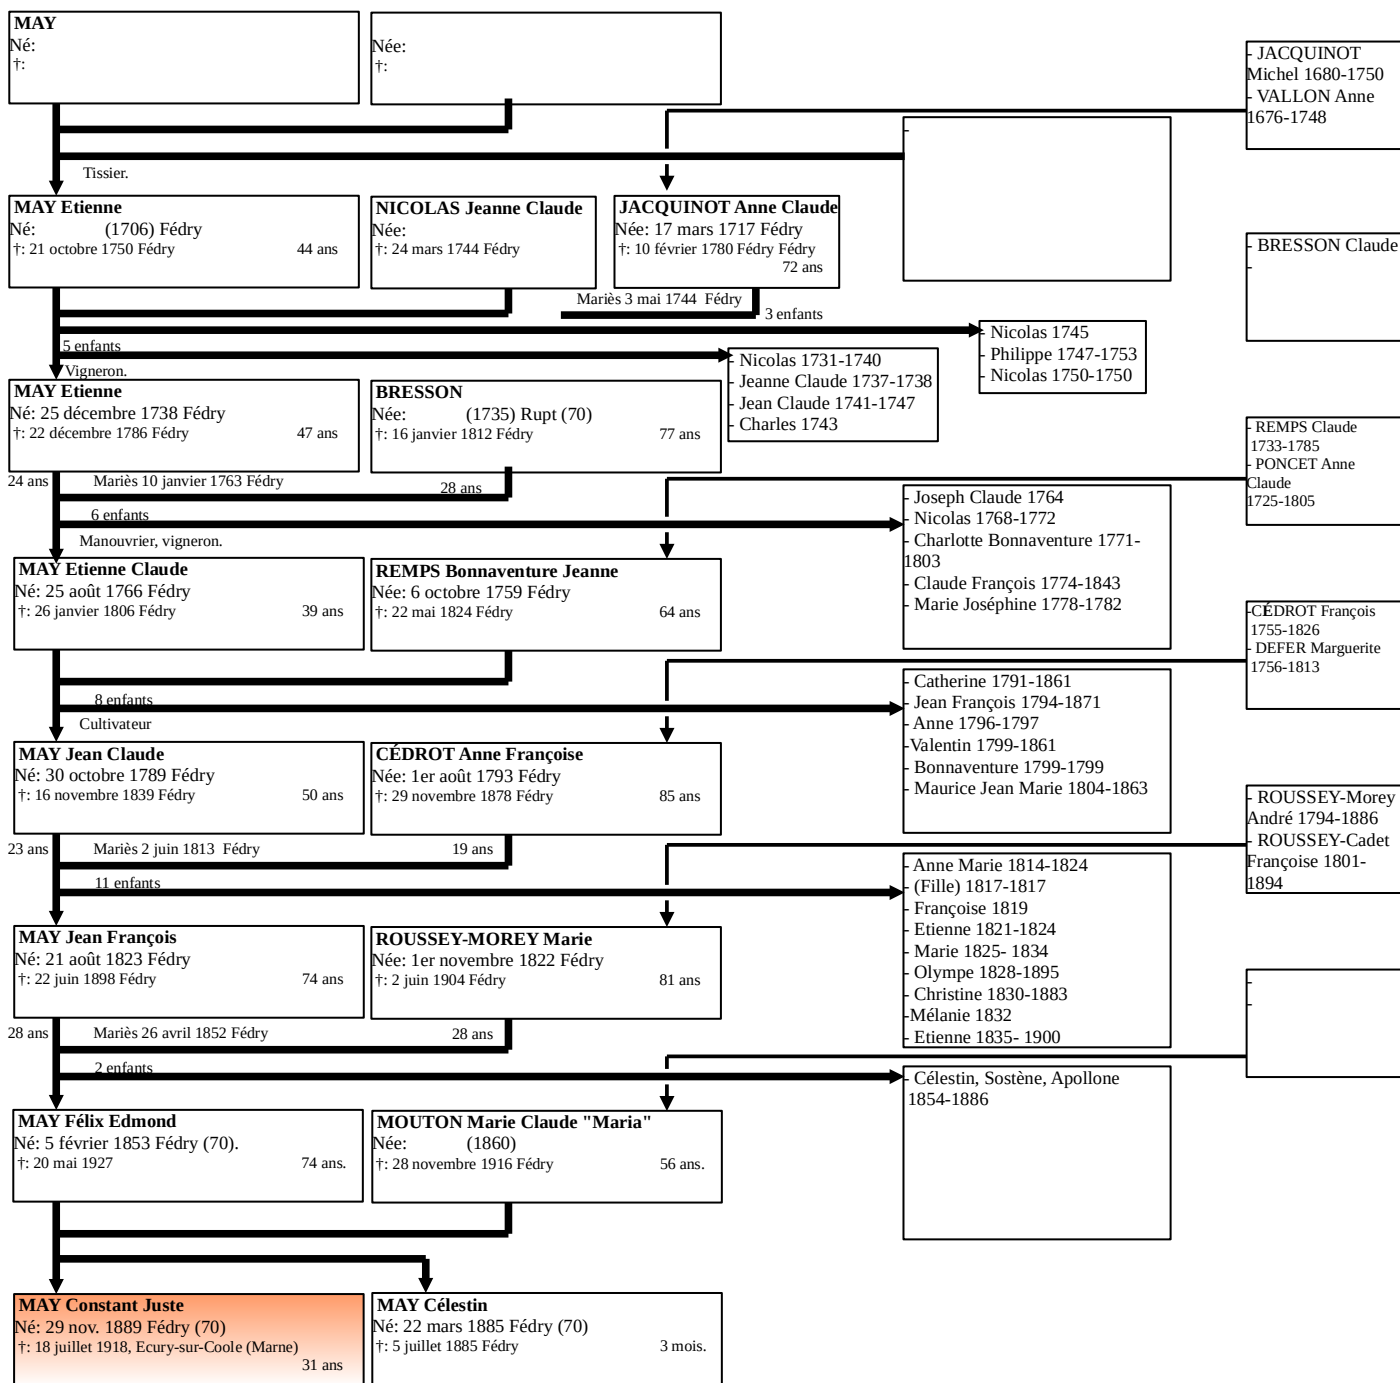 MAY
Né:
†:
Née:
†:
- JACQUINOT
Michel 1680-1750
- VALLON Anne
1676-1748
-
Tissier.
MAY Etienne
Né: (1706) Fédry
†: 21 octobre 1750 Fédry 44 ans
NICOLAS Jeanne Claude
Née:
†: 24 mars 1744 Fédry
JACQUINOT Anne Claude
Née: 17 mars 1717 Fédry
†: 10 février 1780 Fédry Fédry
72 ans
- BRESSON Claude
-
Mariès 3 mai 1744 Fédry
3 enfants
- Nicolas 1745
- Philippe 1747-1753
- Nicolas 1750-1750
5 enfants
- Nicolas 1731-1740
- Jeanne Claude 1737-1738
- Jean Claude 1741-1747
- Charles 1743
Vigneron.
MAY Etienne
Né: 25 décembre 1738 Fédry
†: 22 décembre 1786 Fédry 47 ans
BRESSON
Née: (1735) Rupt (70)
†: 16 janvier 1812 Fédry 77 ans
- REMPS Claude
1733-1785
- PONCET Anne
Claude
1725-1805
24 ans Mariès 10 janvier 1763 Fédry 28 ans
6 enfants
- Joseph Claude 1764
- Nicolas 1768-1772
- Charlotte Bonnaventure 1771-
1803
- Claude François 1774-1843
- Marie Joséphine 1778-1782
Manouvrier, vigneron.
MAY Etienne Claude
Né: 25 août 1766 Fédry
†: 26 janvier 1806 Fédry 39 ans
REMPS Bonnaventure Jeanne
Née: 6 octobre 1759 Fédry
†: 22 mai 1824 Fédry 64 ans
-CÉDROT François
1755-1826
- DEFER Marguerite
1756-1813
8 enfants
- Catherine 1791-1861
- Jean François 1794-1871
- Anne 1796-1797
-Valentin 1799-1861
- Bonnaventure 1799-1799
- Maurice Jean Marie 1804-1863
Cultivateur
MAY Jean Claude
Né: 30 octobre 1789 Fédry
†: 16 novembre 1839 Fédry 50 ans
CÉDROT Anne Françoise
Née: 1er août 1793 Fédry
†: 29 novembre 1878 Fédry 85 ans
- ROUSSEY-Morey
André 1794-1886
- ROUSSEY-Cadet
Françoise 1801-
1894
23 ans Mariès 2 juin 1813 Fédry 19 ans
11 enfants
- Anne Marie 1814-1824
- (Fille) 1817-1817
- Françoise 1819
- Etienne 1821-1824
- Marie 1825- 1834
- Olympe 1828-1895
- Christine 1830-1883
-Mélanie 1832
- Etienne 1835- 1900
MAY Jean François
Né: 21 août 1823 Fédry
†: 22 juin 1898 Fédry 74 ans
ROUSSEY-MOREY Marie
Née: 1er novembre 1822 Fédry
†: 2 juin 1904 Fédry 81 ans
-
-
28 ans Mariès 26 avril 1852 Fédry 28 ans
2 enfants
- Célestin, Sostène, Apollone
1854-1886
MAY Félix Edmond
Né: 5 février 1853 Fédry (70).
†: 20 mai 1927 74 ans.
MOUTON Marie Claude "Maria"
Née: (1860)
†: 28 novembre 1916 Fédry 56 ans.
MAY Constant Juste
Né: 29 nov. 1889 Fédry (70)
†: 18 juillet 1918, Ecury-sur-Coole (Marne)
31 ans
MAY Célestin
Né: 22 mars 1885 Fédry (70)
†: 5 juillet 1885 Fédry 3 mois.